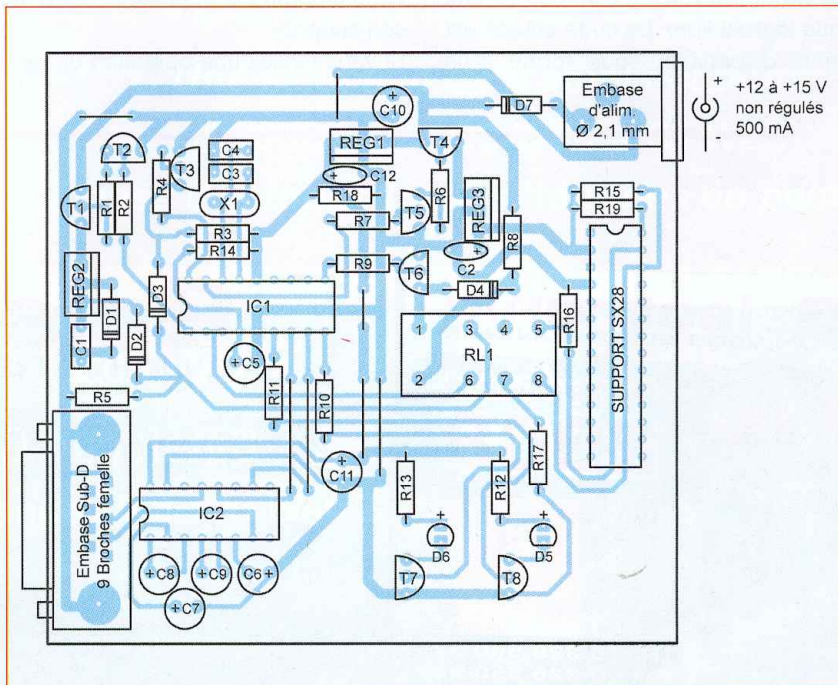 Embase
d'alim.
Ø 2,1 mm
+
-
+12 à +15 V
non régulés
500 mA
D7
+
C10
REG1
T4
T2
C4
T3
C3
+
C12
R4
R18
R6
REG3
R15
R19
T1
R1
R2
X1
R7
T5
R8
R3
R14
R9
T6
C2
+
REG2
D1
D3
D4
IC1
R16
C1
D2
1
3
4
5
RL1
2
6
7
8
SUPPORT SX28
+
C5
R11
R10
R5
Embase Sub-D
9 Broches femelle
+
C11
R13
R12
R17
IC2
+
D6
+
D5
+C8
+C9
C6+
+C7
T7
T8